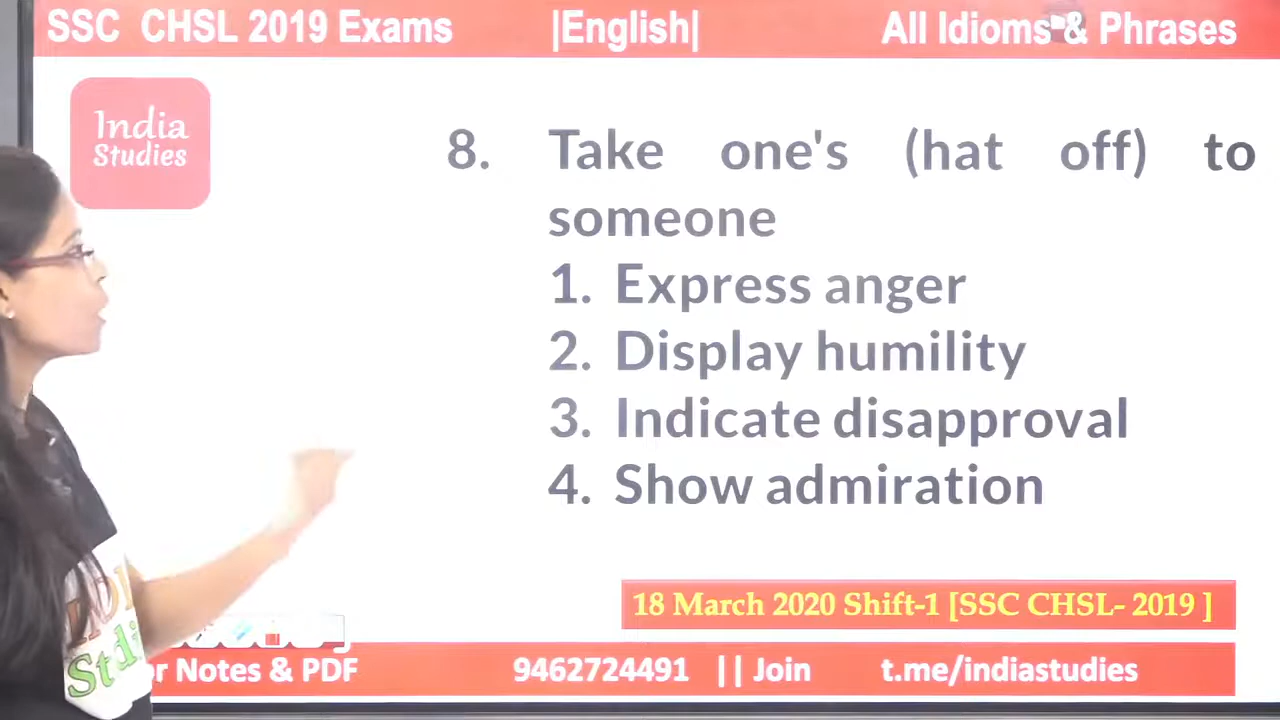 SSC CHSL 2019 Exams |English| All Idioms & Phrases
India
Studies
8. Take one's (hat off) to
someone
1. Express anger
2. Display humility
3. Indicate disapproval
4. Show admiration
18 March 2020 Shift-1 [SSC CHSL- 2019 ]
r Notes & PDF 9462724491 || Join t.me/indiastudies